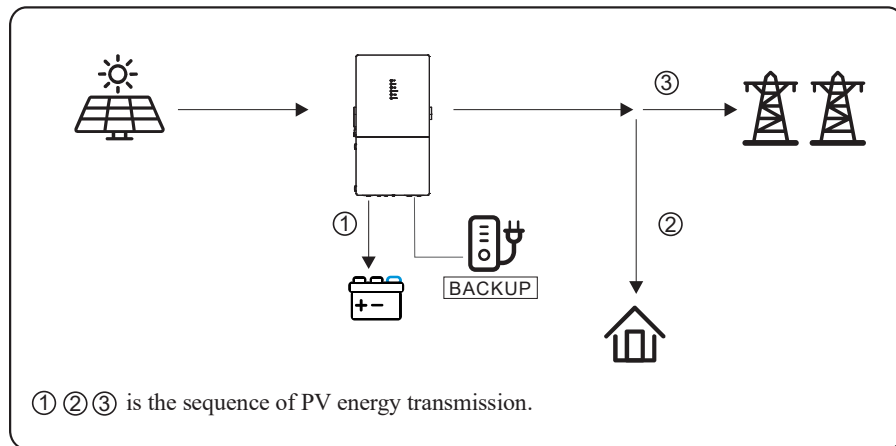 ③
①
②
+ −
BACKUP
① ② ③ is the sequence of PV energy transmission.